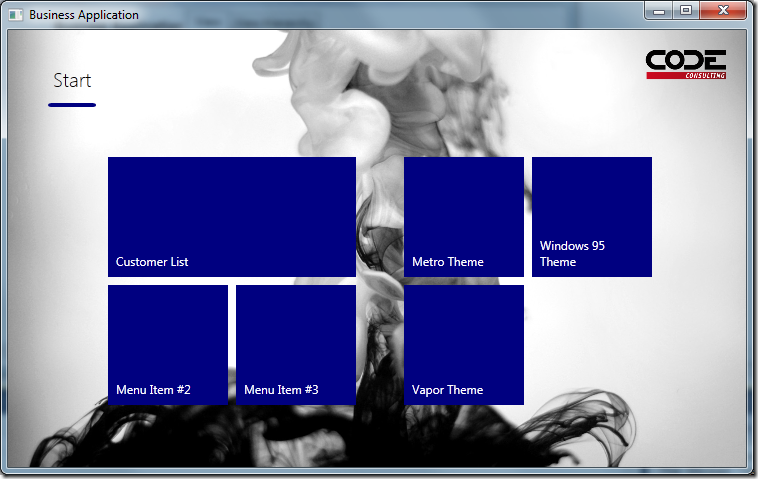 Business Application
Start
CODE
CONSULTING
Customer List
Metro Theme
Windows 95
Theme
Menu Item #2
Menu Item #3
Vapor Theme